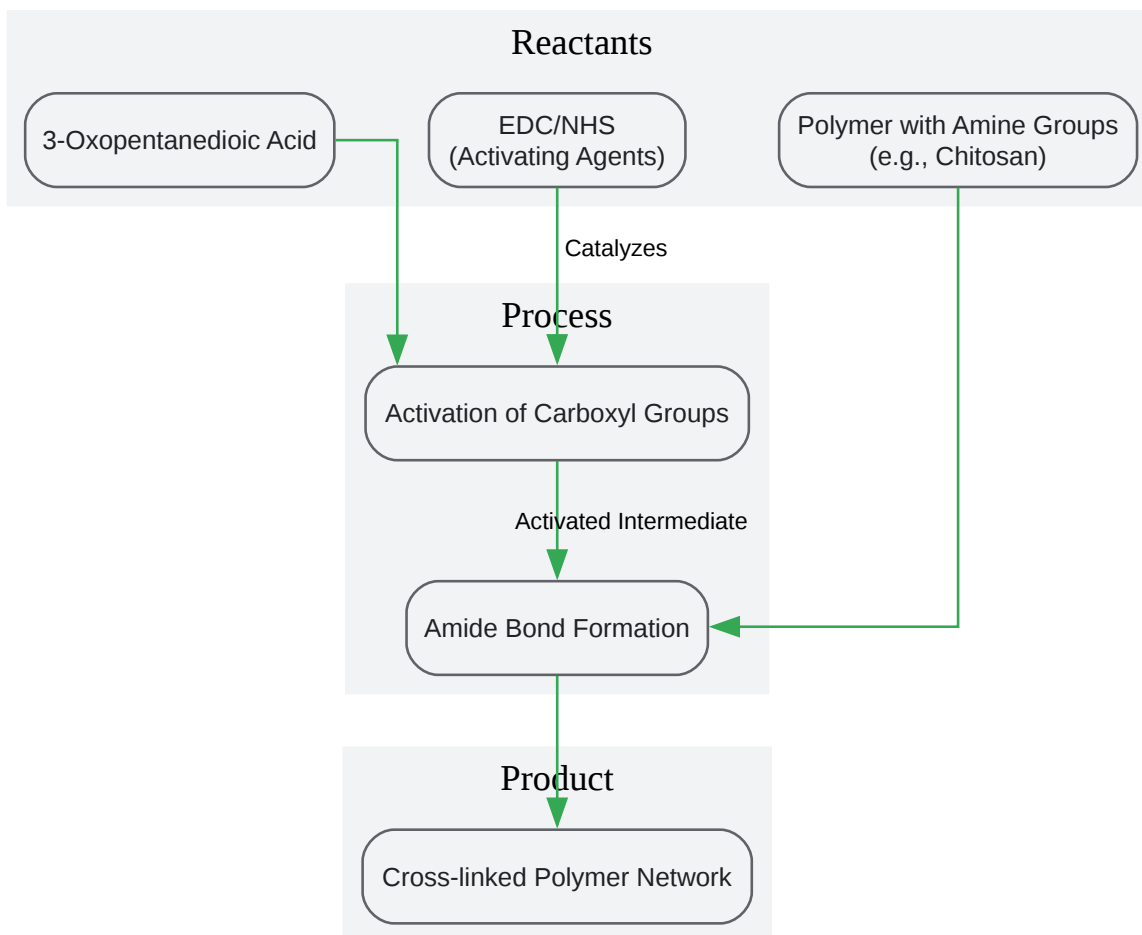 Reactants
3-Oxopentanedioic Acid
EDC/NHS
(Activating Agents)
Polymer with Amine Groups
(e.g., Chitosan)
Catalyzes
Process
Activation of Carboxyl Groups
Activated Intermediate
Amide Bond Formation
Product
Cross-linked Polymer Network